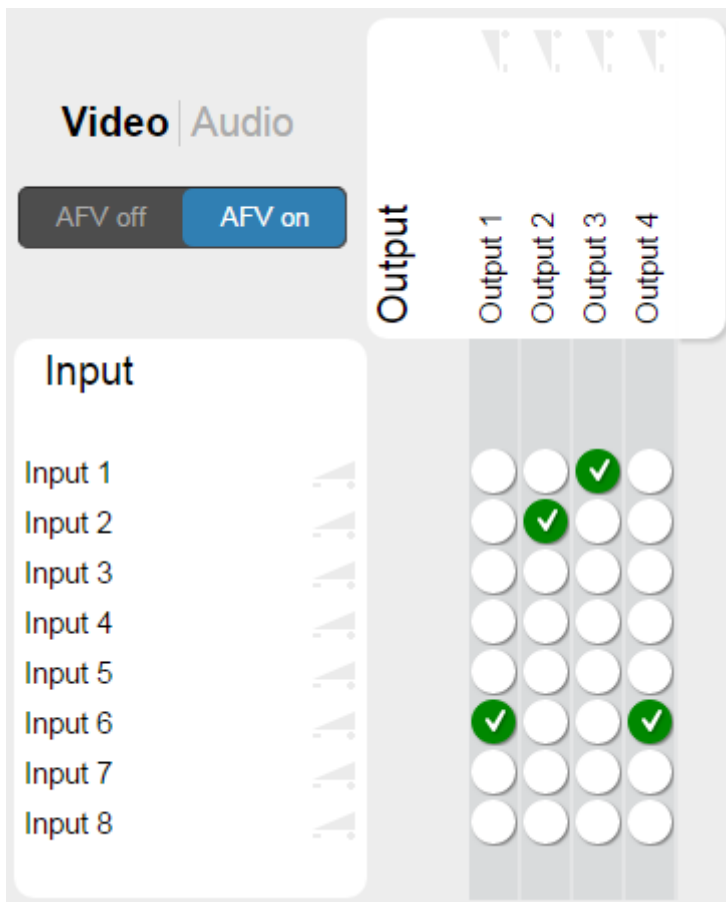 Video Audio
AFV off AFV on
Output
Output 1
Output 2
Output 3
Output 4
Input
Input 1
Input 2
Input 3
Input 4
Input 5
Input 6
Input 7
Input 8